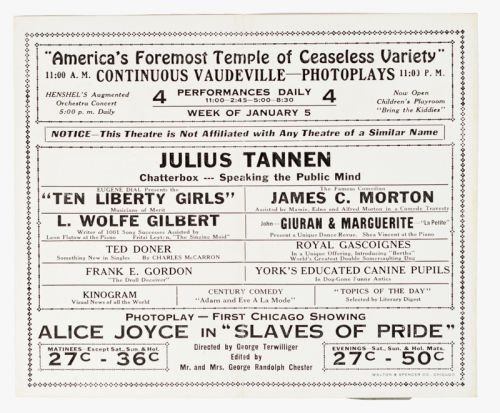 "America's Foremost Temple of Ceaseless Variety"
11:00 A. M. CONTINUOUS VAUDEVILLE—PHOTOPLAYS 11:00 P. M.
HENSHEL'S Augmented
Orchestra Concert
5:00 p. m. Daily
4 PERFORMANCES DAILY 4
11:00—2:45—5:00—8:30
WEEK OF JANUARY 5
Now Open
Children's Playroom
"Bring the Kiddies"
NOTICE—This Theatre is Not Affiliated with Any Theatre of a Similar Name
JULIUS TANNEN
Chatterbox --- Speaking the Public Mind
EUGENE DIAL Presents the
"TEN LIBERTY GIRLS"
Musicians of Merit
The Famous Comedian
JAMES C. MORTON
Assisted by Mamie, Edna and Alfred Morton in a Comedy Travesty
L. WOLFE GILBERT
Writer of 1001 Song Successes Assisted by
Leon Flatow at the Piano Fritzi Leyton, "The Singing Maid"
John— GIURAN & MARGUERITE —"La Petite"
Present a Unique Dance Revue. Shea Vincent at the Piano
TED DONER
Something New in Singles By CHARLES McCARRON
ROYAL GASCOIGNES
In a Unique Offering, Introducing "Bertha"
World's Greatest Double Somersaulting Dog
FRANK E. GORDON
The "Droll Deceiver"
YORK'S EDUCATED CANINE PUPILS
In Dog-Gone Funny Antics
KINOGRAM
Visual News of all the World
CENTURY COMEDY
"Adam and Eve A La Mode"
"TOPICS OF THE DAY"
Selected by Literary Digest
PHOTOPLAY — FIRST CHICAGO SHOWING
ALICE JOYCE IN "SLAVES OF PRIDE"
MATINEES - Except Sat., Sun. & Hol.
27c - 36c
Directed by George Terwilliger
Edited by
Mr. and Mrs. George Randolph Chester
EVENINGS - Sat., Sun. & Hol. Mats.
27c - 50c
WALTON & SPENCER CO., CHICAGO